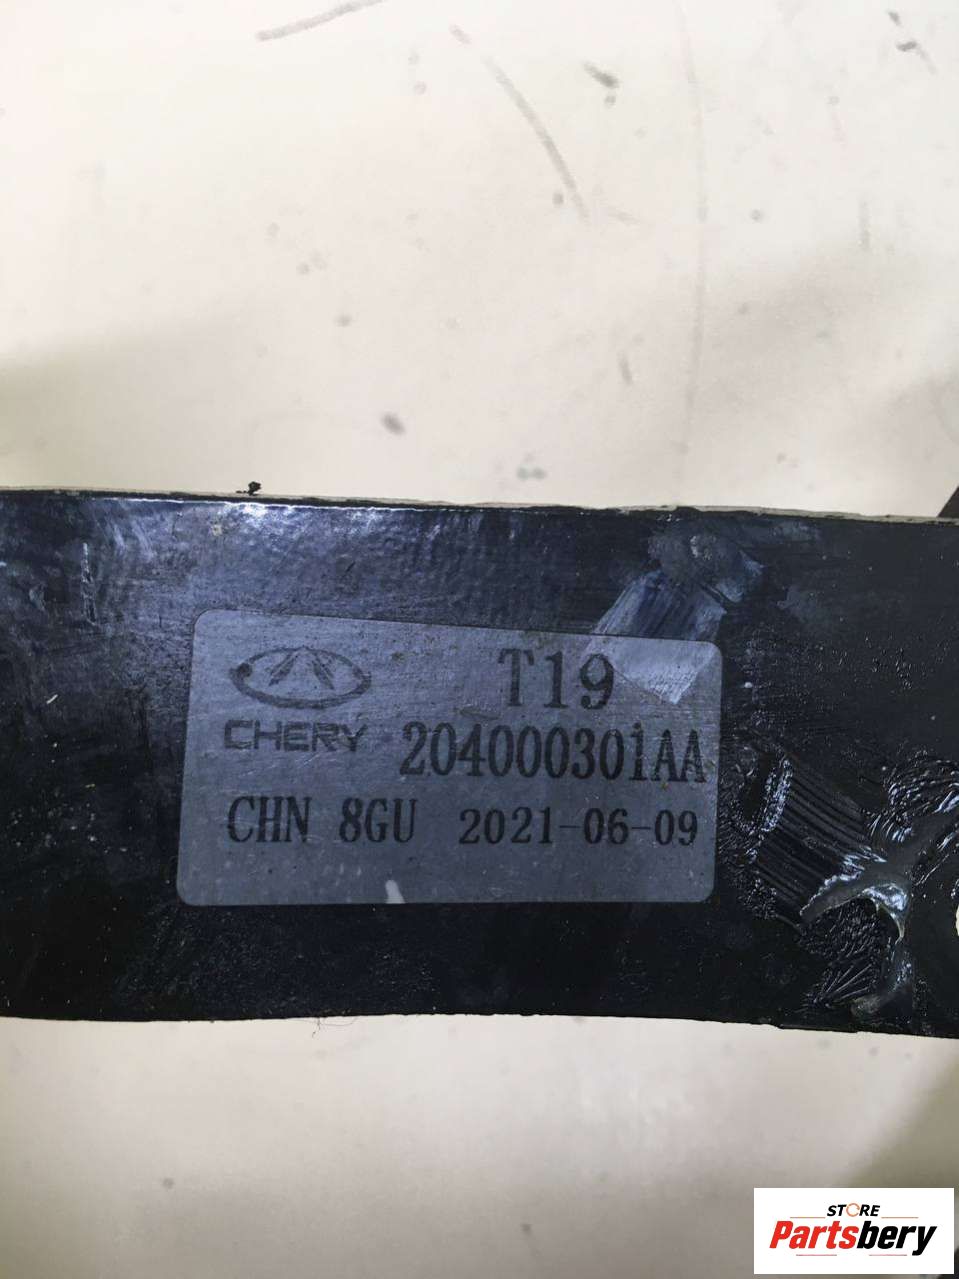 T19
CHERY 204000301AA
CHN 8GU 2021-06-09
STORE
Partsbery